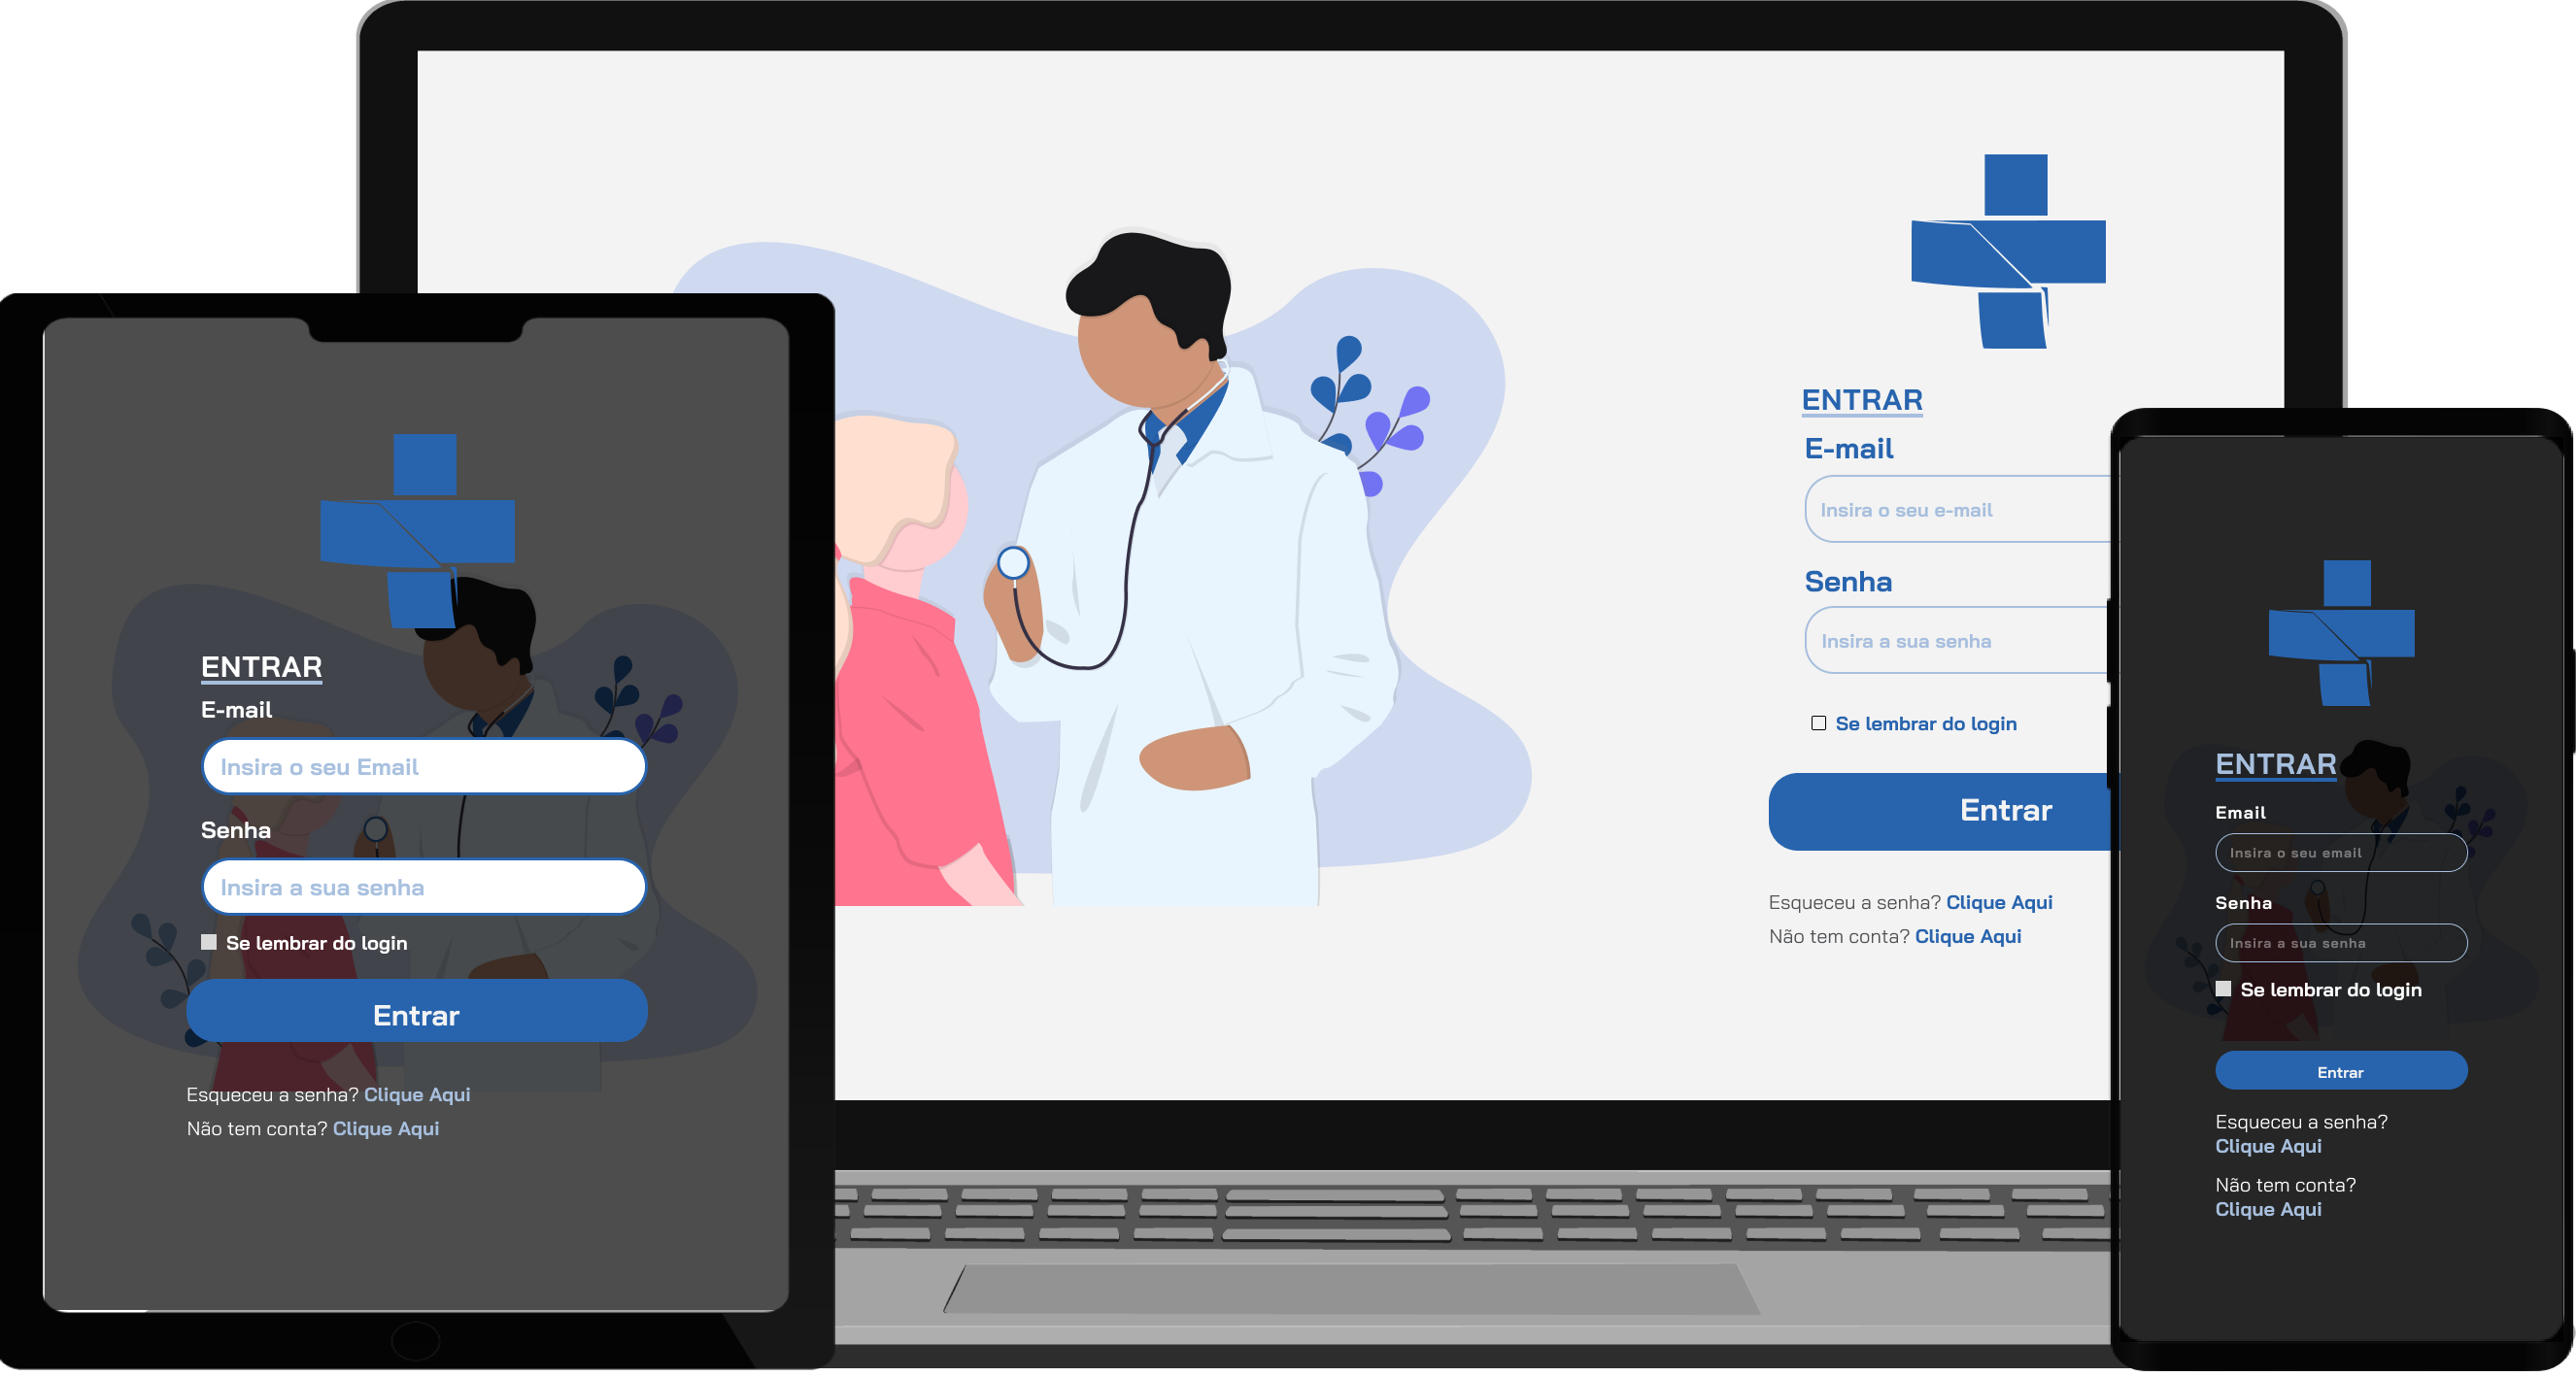 ENTRAR
E-mail
Insira o seu Email
Senha
Insira a sua senha
Se lembrar do login
Entrar
Esqueceu a senha? Clique Aqui
Não tem conta? Clique Aqui
ENTRAR
E-mail
Insira o seu e-mail
Senha
Insira a sua senha
Se lembrar do login
Entrar
Esqueceu a senha? Clique Aqui
Não tem conta? Clique Aqui
ENTRAR
Email
Insira o seu email
Senha
Insira a sua senha
Se lembrar do login
Entrar
Esqueceu a senha?
Clique Aqui
Não tem conta?
Clique Aqui